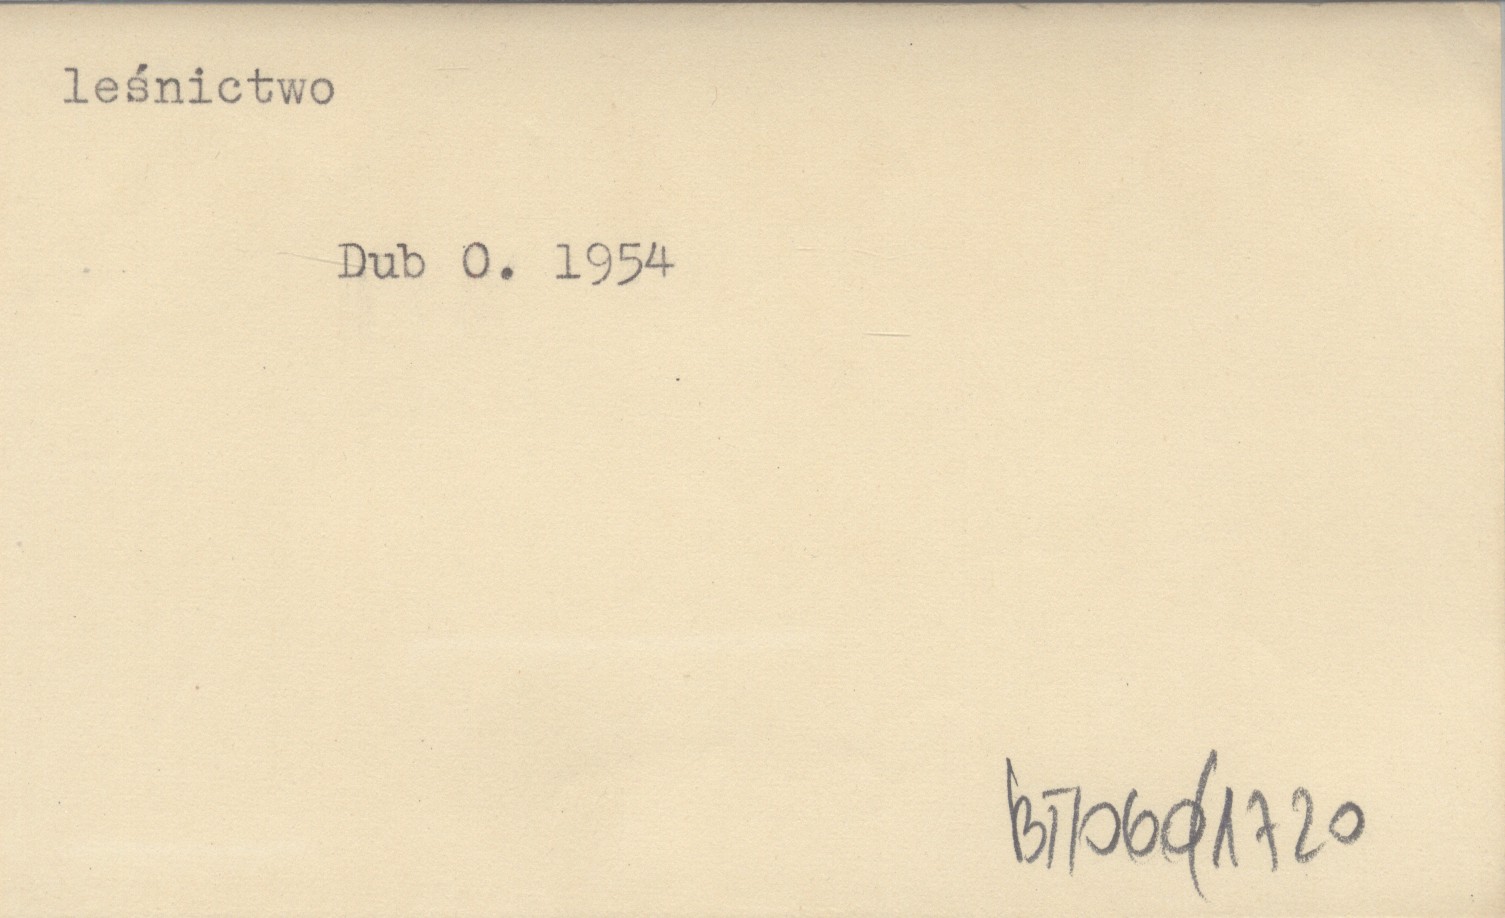 leśnictwo
Dub O. 1954